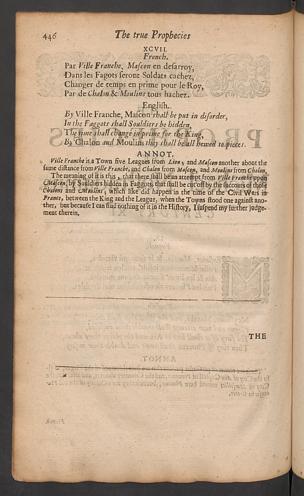 446 The true Prophecies
XCVII.
French.
Par Ville Franche, Mascon en desarroy,
Dans les Fagots seront Soldats cachez,
Changer de temps en prime pour le Roy,
Par de Chalon & Moulins tous hachez.
English.
By Ville Franche, Mascon shall be put in disorder,
In the Faggots shall Souldiers be hidden,
The time shall change in prime for the King,
By Chalon and Moulins they shall be all hewed to pieces.
ANNOT.
Ville Franche is a Town five Leagues from Lion, and Mascon another about the
same distance from Ville Franche, and Chalon from Mascon, and Moulins from Chalon.
The meaning of it is this, that there shall be an attempt from Ville Franche upon
Mascon, by Souldiers hidden in Faggots that shall be cut off by the succours of those
Chalon and Moulins, which like did happen in the time of the Civil Wars in
France, between the King and the League, when the Towns stood one against ano-
ther, but because I can find nothing of it in the History, I suspend my further judge-
ment therein.
THE